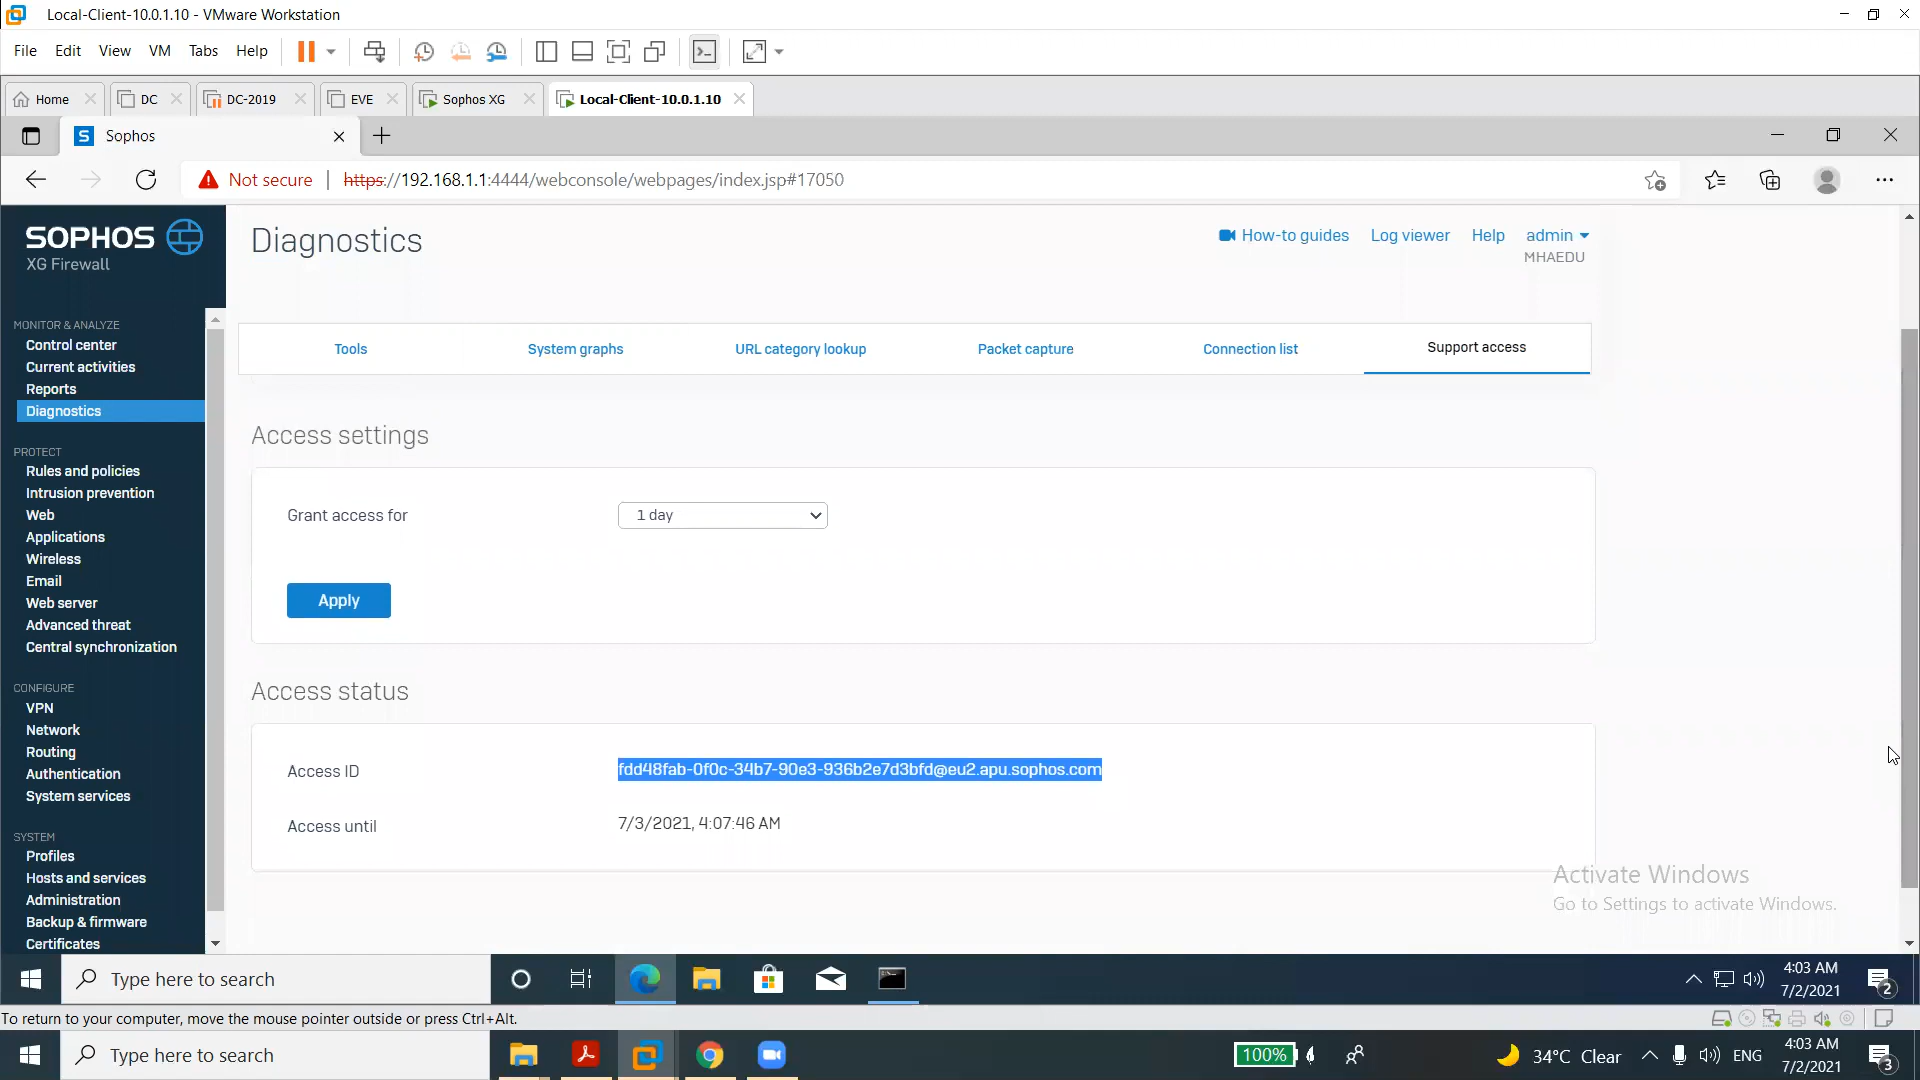 Local-Client-10.0.1.10 - VMware Workstation
File Edit View VM Tabs Help
Home DC DC-2019 EVE Sophos XG Local-Client-10.0.1.10
Sophos
Not secure | https://192.168.1.1:4444/webconsole/webpages/index.jsp#17050
SOPHOS
XG Firewall
Diagnostics
How-to guides Log viewer Help admin
MHAEDU
Tools System graphs URL category lookup Packet capture Connection list Support access
MONITOR & ANALYZE
Control center
Current activities
Reports
Diagnostics
PROTECT
Rules and policies
Intrusion prevention
Web
Applications
Wireless
Email
Web server
Advanced threat
Central synchronization
CONFIGURE
VPN
Network
Routing
Authentication
System services
SYSTEM
Profiles
Hosts and services
Administration
Backup & firmware
Certificates
Access settings
Grant access for 1 day
Apply
Access status
Access ID fdd48fab-0f0c-34b7-90e3-936b2e7d3bfd@eu2.apu.sophos.com
Access until 7/3/2021, 4:07:46 AM
Activate Windows
Go to Settings to activate Windows.
Type here to search
4:03 AM
7/2/2021
2
To return to your computer, move the mouse pointer outside or press Ctrl+Alt.
Type here to search
100%
34°C Clear
ENG
4:03 AM
7/2/2021
3